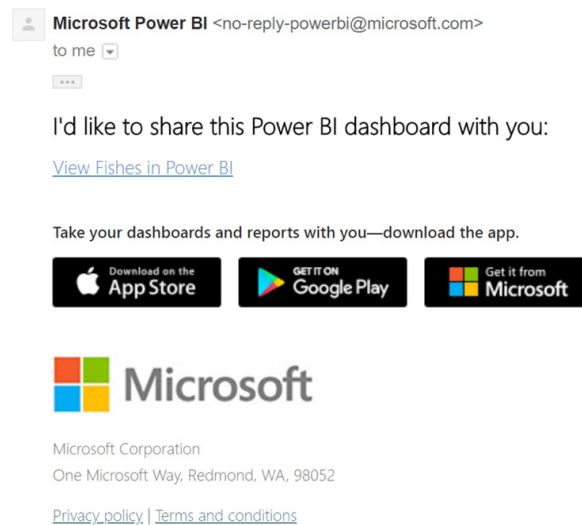 Microsoft Power BI <no-reply-powerbi@microsoft.com>
to me
...
I'd like to share this Power BI dashboard with you:
View Fishes in Power BI
Take your dashboards and reports with you—download the app.
Download on the App Store
GET IT ON Google Play
Get it from Microsoft
Microsoft
Microsoft Corporation
One Microsoft Way, Redmond, WA, 98052
Privacy policy | Terms and conditions